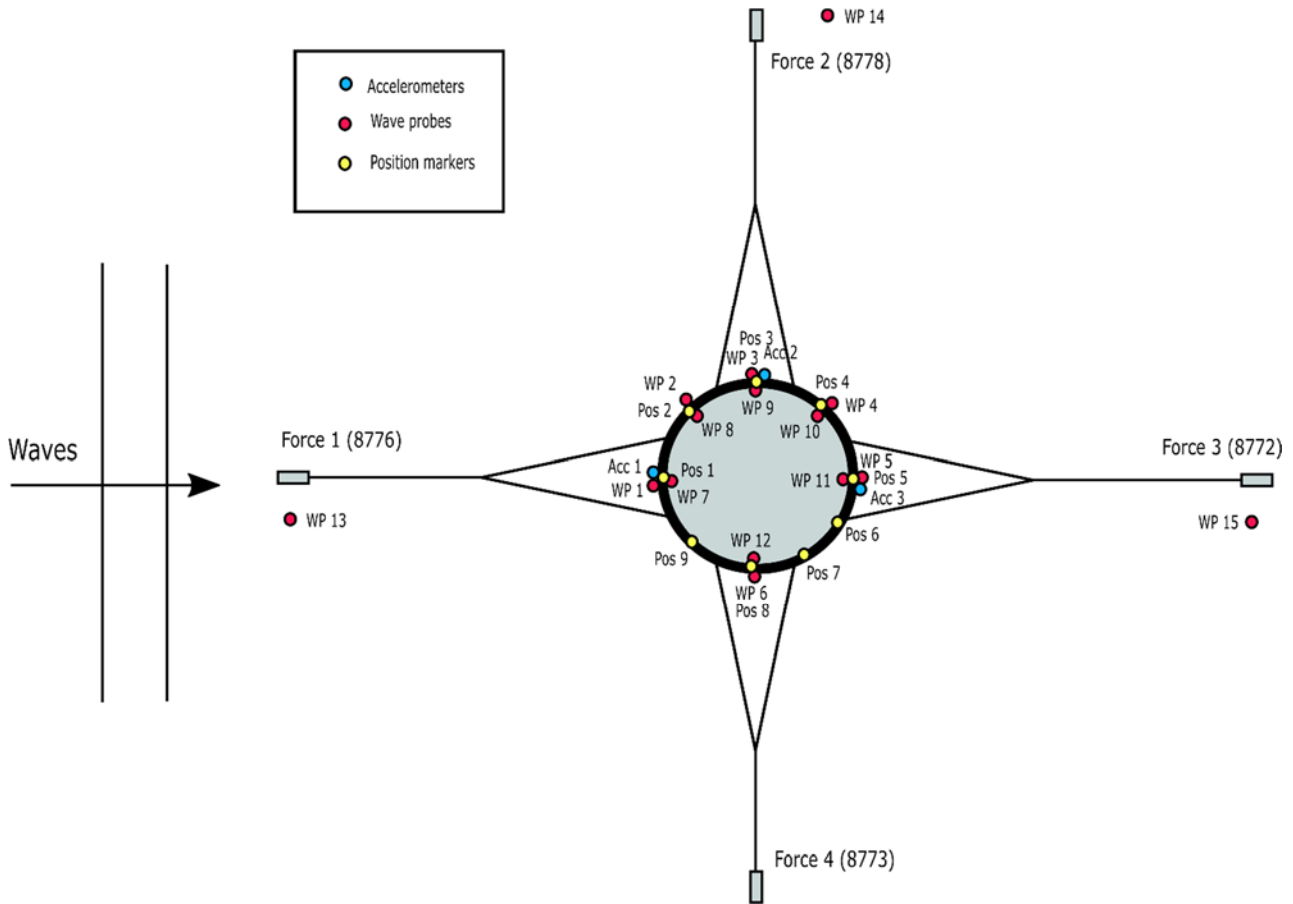 WP 14
Force 2 (8778)
Accelerometers
Wave probes
Position markers
Pos 3
WP 3
Acc 2
WP 2
Pos 4
WP 4
Pos 2
WP 9
WP 8
WP 10
Waves
Force 1 (8776)
Force 3 (8772)
WP 5
Acc 1
Pos 1
WP 11
Pos 5
WP 1
WP 7
Acc 3
WP 13
WP 15
Pos 6
WP 12
Pos 9
Pos 7
WP 6
Pos 8
Force 4 (8773)